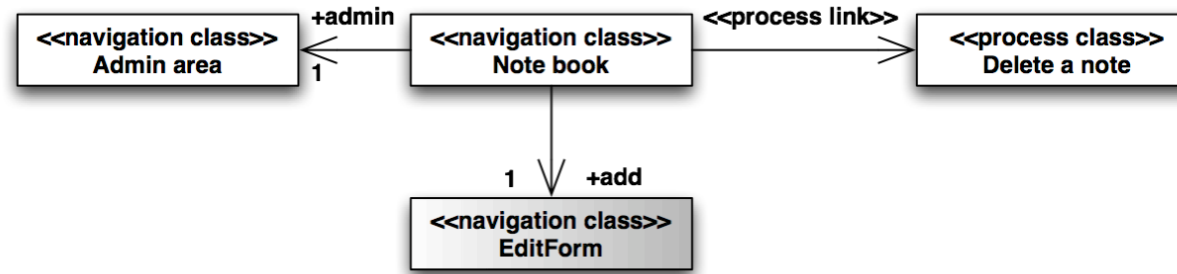 +admin
<<process link>>
<<navigation class>>
Admin area
1
<<navigation class>>
Note book
<<process class>>
Delete a note
1
+add
<<navigation class>>
EditForm